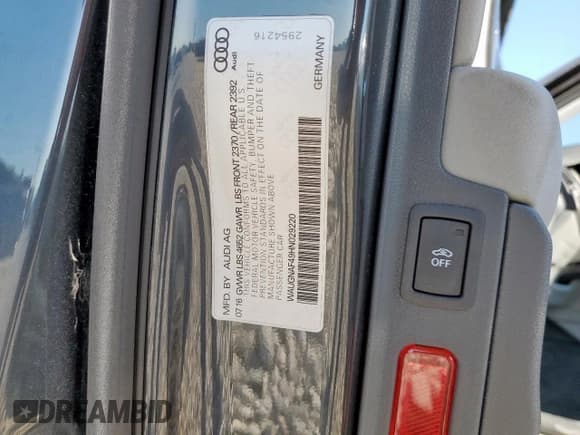 2954216
Audi
GERMANY
MFD. BY AUDI AG
07/16 GVWR LBS 4652 GAWR LBS FRONT 2370 / REAR 2392
THIS VEHICLE CONFORMS TO ALL APPLICABLE U.S.
FEDERAL MOTOR VEHICLE SAFETY, BUMPER AND THEFT
PREVENTION STANDARDS IN EFFECT ON THE DATE OF
MANUFACTURE SHOWN ABOVE
PASSENGER CAR
WAUGNAF49HN029220
OFF
DREAMBID